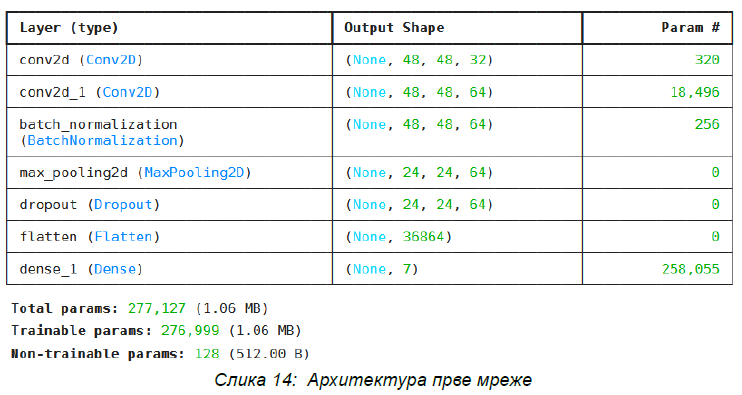 Layer (type) Output Shape Param #
conv2d (Conv2D) (None, 48, 48, 32) 320
conv2d_1 (Conv2D) (None, 48, 48, 64) 18,496
batch_normalization (None, 48, 48, 64) 256
(BatchNormalization)
max_pooling2d (MaxPooling2D) (None, 24, 24, 64) 0
dropout (Dropout) (None, 24, 24, 64) 0
flatten (Flatten) (None, 36864) 0
dense_1 (Dense) (None, 7) 258,055
Total params: 277,127 (1.06 MB)
Trainable params: 276,999 (1.06 MB)
Non-trainable params: 128 (512.00 B)
Слика 14: Архитектура прве мреже